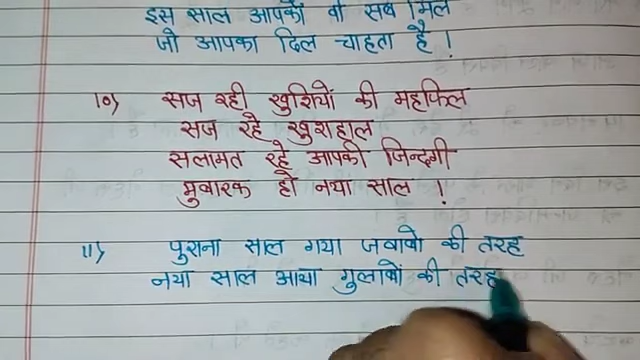 इस साल आपको वो सब मिले
जो आपका दिल चाहता है !
10) सज रही खुशियों की महफिल
सज रहे खुशहाल
सलामत रहे आपकी जिन्दगी
मुबारक हो नया साल !
11) पुराना साल गया जवाबो की तरह
नया साल आया गुलाबों की तरह